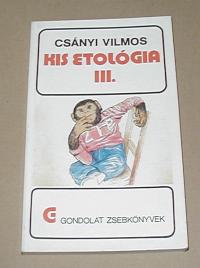 CSÁNYI VILMOS
KIS ETOLÓGIA
III.
G GONDOLAT ZSEBKÖNYVEK